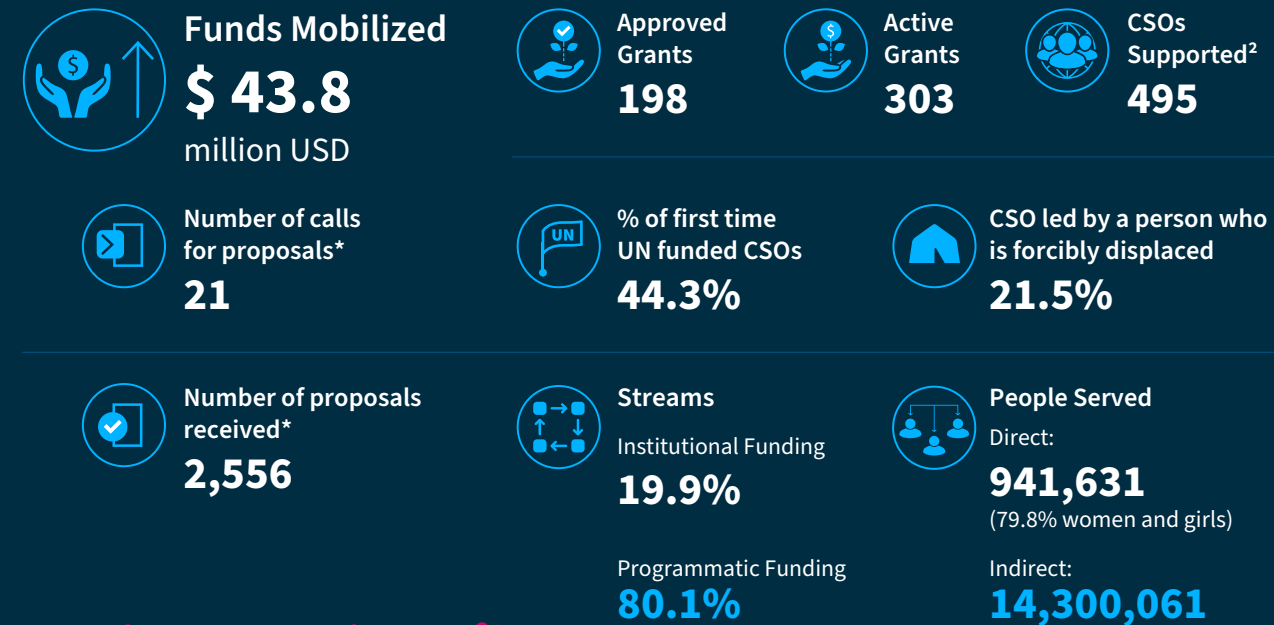 Funds Mobilized
$ 43.8
million USD
Approved
Grants
198
Active
Grants
303
CSOs
Supported²
495
Number of calls
for proposals*
21
% of first time
UN funded CSOs
44.3%
CSO led by a person who
is forcibly displaced
21.5%
Number of proposals
received*
2,556
Streams
Institutional Funding
19.9%
Programmatic Funding
80.1%
People Served
Direct:
941,631
(79.8% women and girls)
Indirect:
14,300,061
$
$
UN